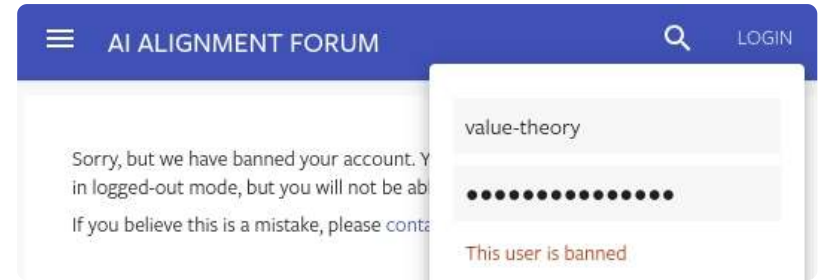 AI ALIGNMENT FORUM
LOGIN
Sorry, but we have banned your account. Y
in logged-out mode, but you will not be ab
If you believe this is a mistake, please conta
value-theory
•••••••••••••••
This user is banned